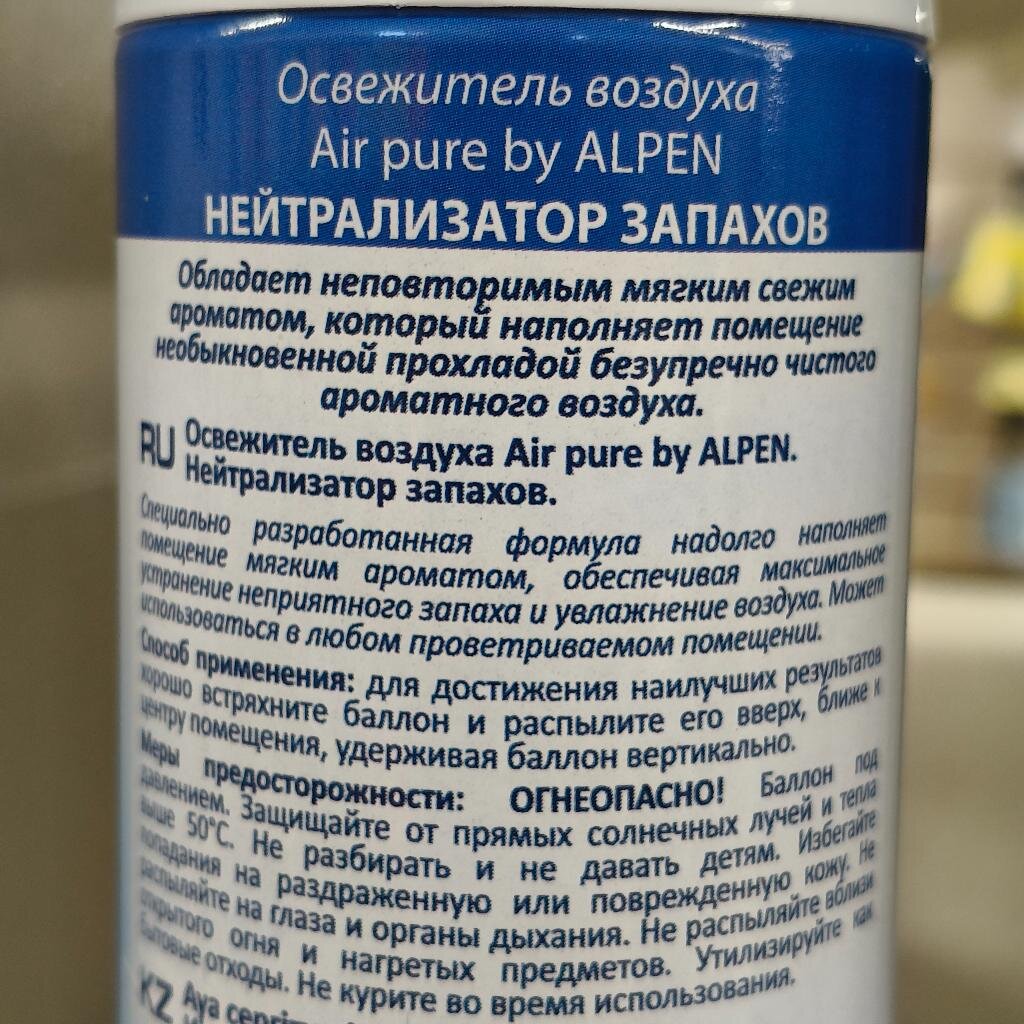 Освежитель воздуха
Air pure by ALPEN
НЕЙТРАЛИЗАТОР ЗАПАХОВ
Обладает неповторимым мягким свежим
ароматом, который наполняет помещение
необыкновенной прохладой безупречно чистого
ароматного воздуха.
RU Освежитель воздуха Air pure by ALPEN.
Нейтрализатор запахов.
Специально разработанная формула надолго наполняет
помещение мягким ароматом, обеспечивая максимальное
устранение неприятного запаха и увлажнение воздуха. Может
использоваться в любом проветриваемом помещении.
Способ применения: для достижения наилучших результатов
хорошо встряхните баллон и распылите его вверх, ближе к
центру помещения, удерживая баллон вертикально.
Меры предосторожности: ОГНЕОПАСНО! Баллон под
давлением. Защищайте от прямых солнечных лучей и тепла
выше 50°C. Не разбирать и не давать детям. Избегайте
попадания на раздраженную или поврежденную кожу. Не
распыляйте на глаза и органы дыхания. Не распыляйте вблизи
открытого огня и нагретых предметов. Утилизируйте как
бытовые отходы. Не курите во время использования.
KZ Ауа